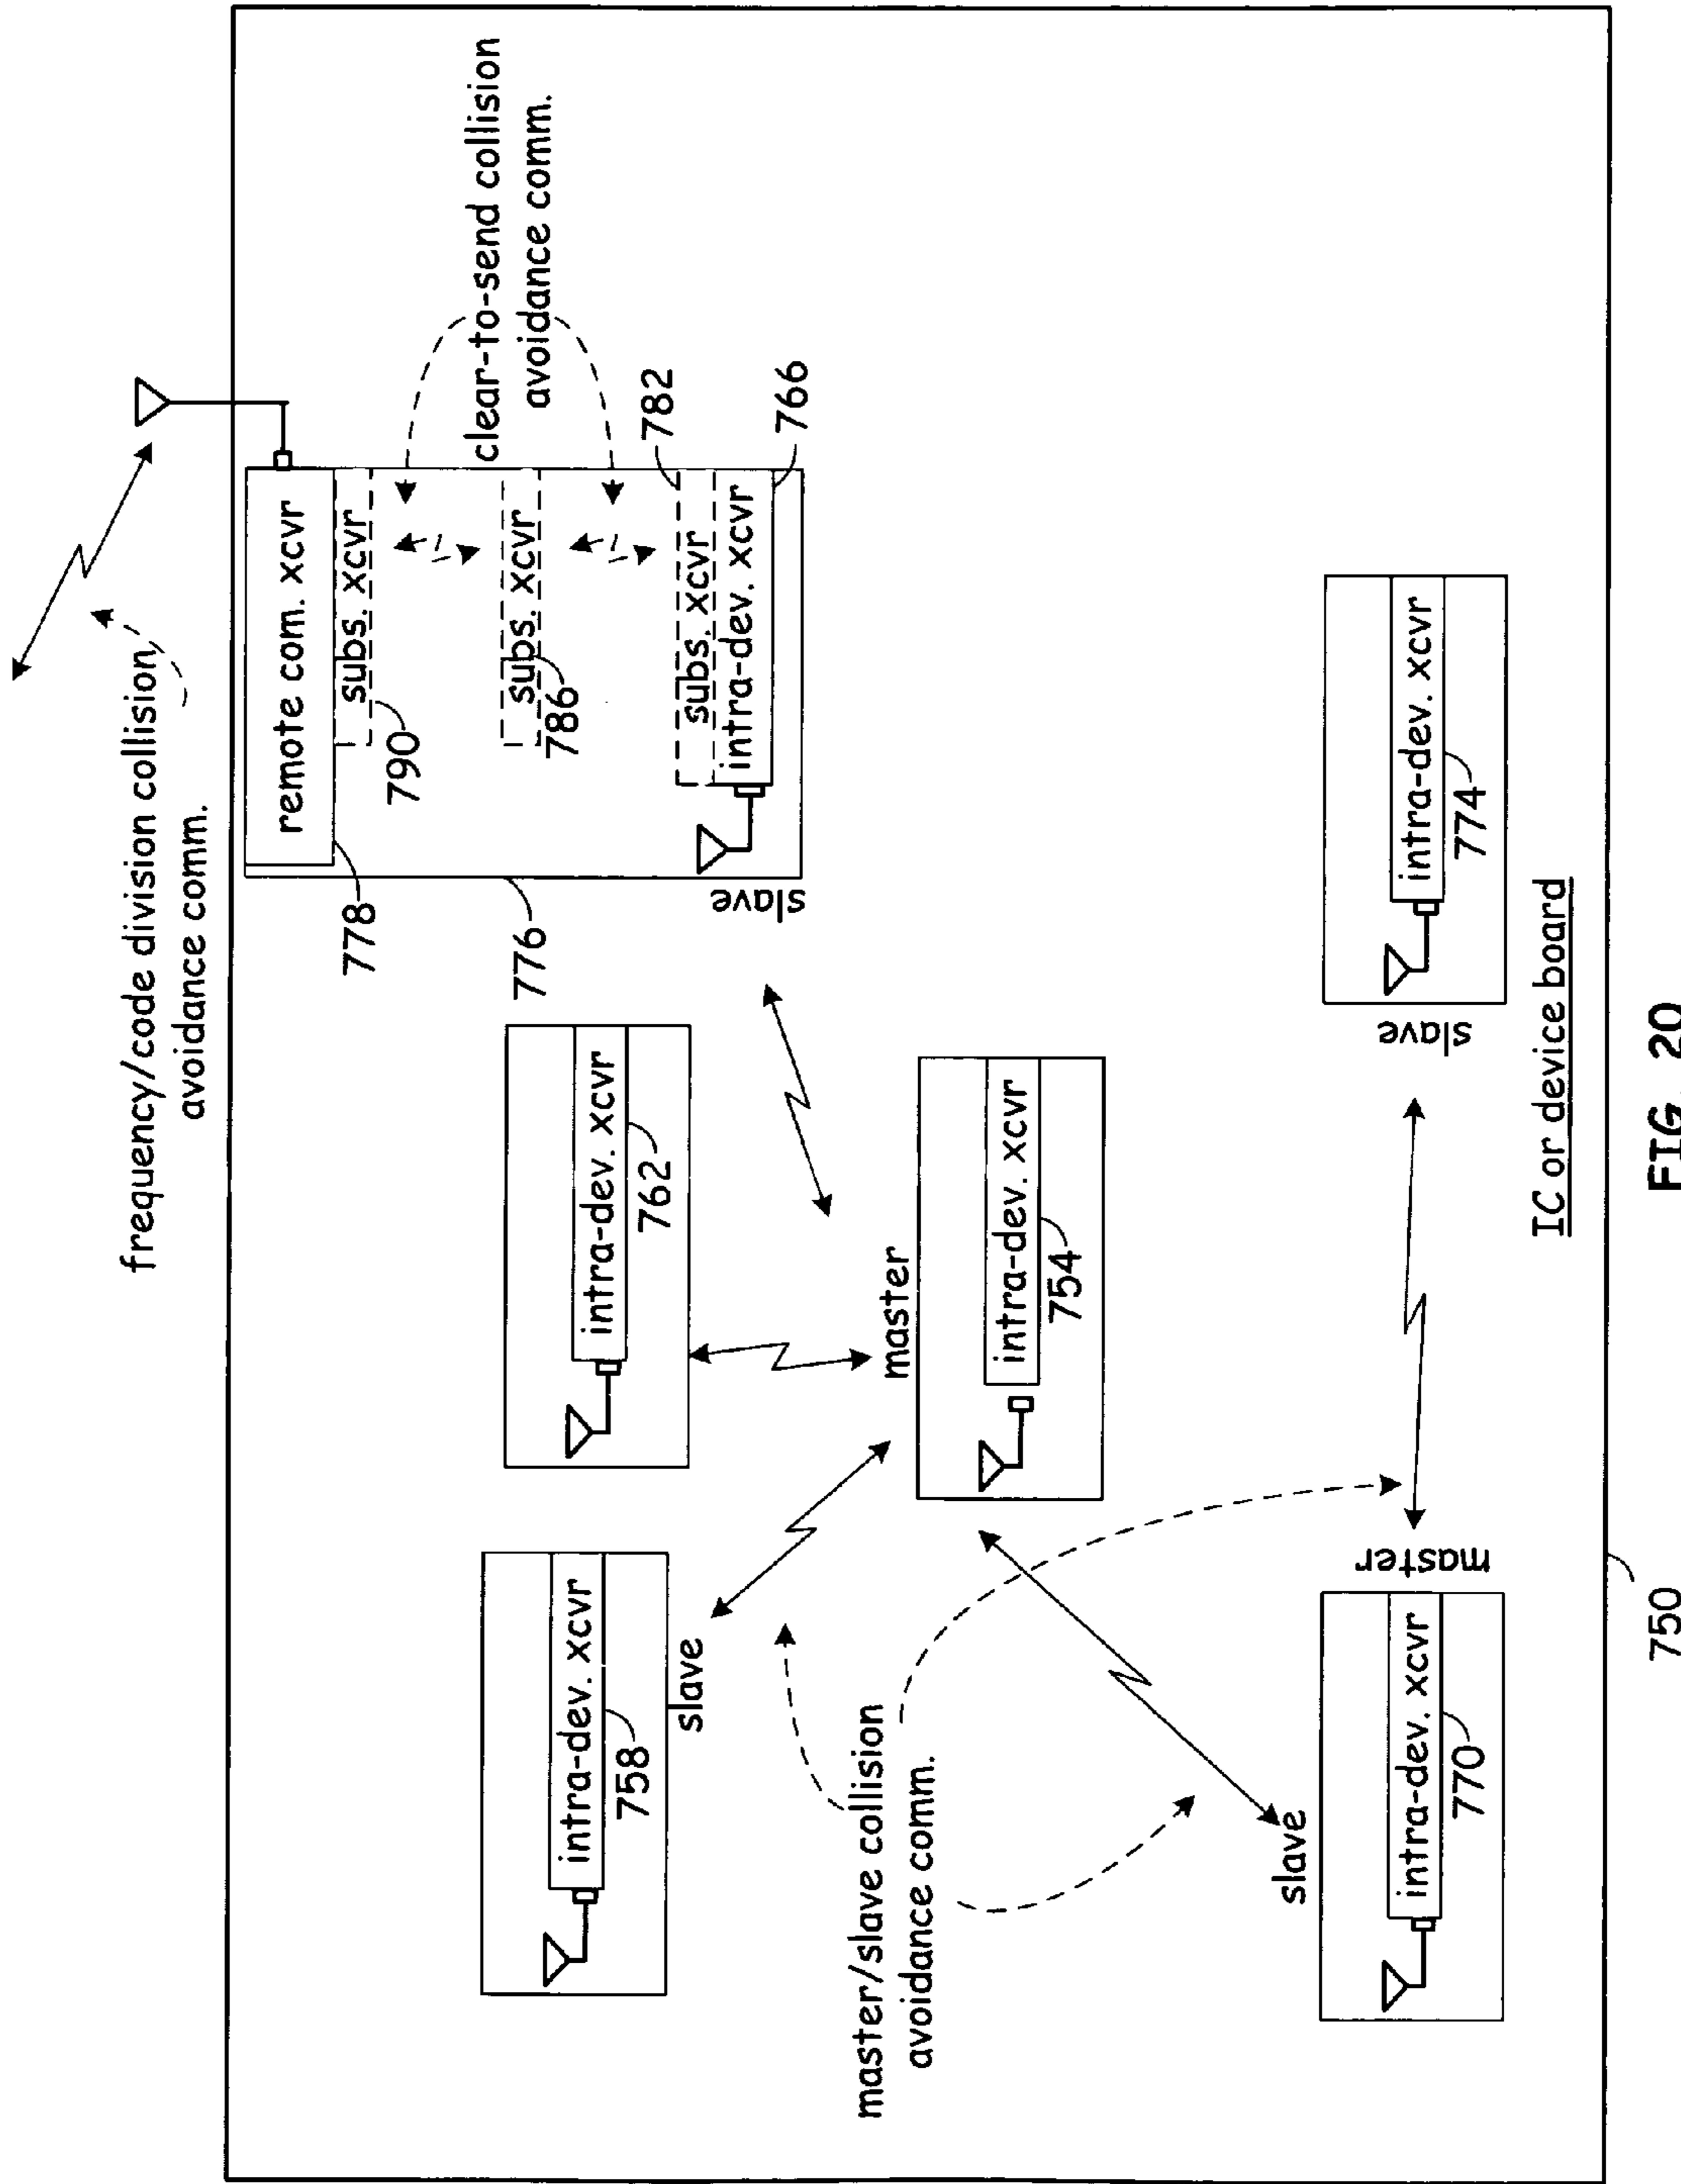 frequency/code division collision
avoidance comm.
remote com. xcvr
778
subs. xcvr
790
776
subs. xcvr
786
clear-to-send collision
avoidance comm.
subs. xcvr
782
intra-dev. xcvr
766
slave
intra-dev. xcvr
758
slave
intra-dev. xcvr
762
master
intra-dev. xcvr
754
master/slave collision
avoidance comm.
slave
intra-dev. xcvr
770
master
slave
intra-dev. xcvr
774
IC or device board
750
FIG. 20